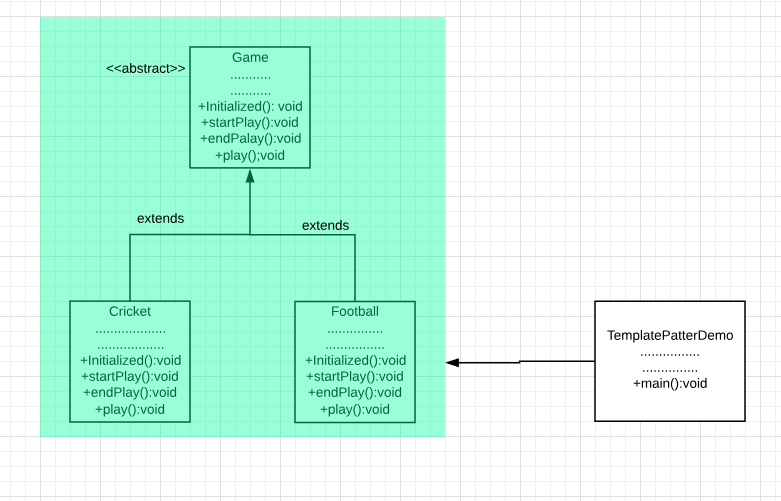 Game
<<abstract>>
...........
...........
+Initialized(): void
+startPlay():void
+endPalay():void
+play();void
extends
extends
Cricket
...................
..................
+Initialized():void
+startPlay():void
+endPlay():void
+play():void
Football
...............
................
+Initialized():void
+startPlay():void
+endPlay():void
+play():void
TemplatePatterDemo
................
...............
+main():void